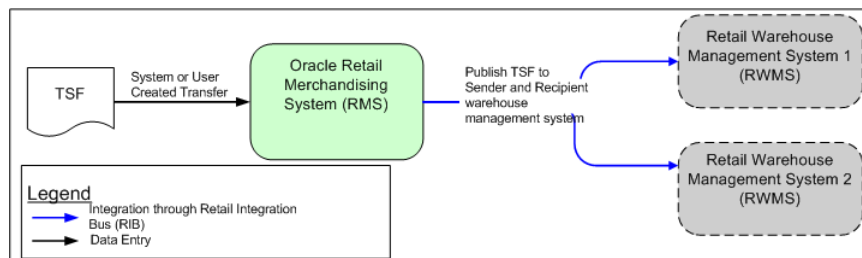 TSF
System or User
Created Transfer
Oracle Retail
Merchandising
System (RMS)
Publish TSF to
Sender and Recipient
warehouse
management system
Retail Warehouse
Management System 1
(RWMS)
Retail Warehouse
Management System 2
(RWMS)
Legend
Integration through Retail Integration
Bus (RIB)
Data Entry